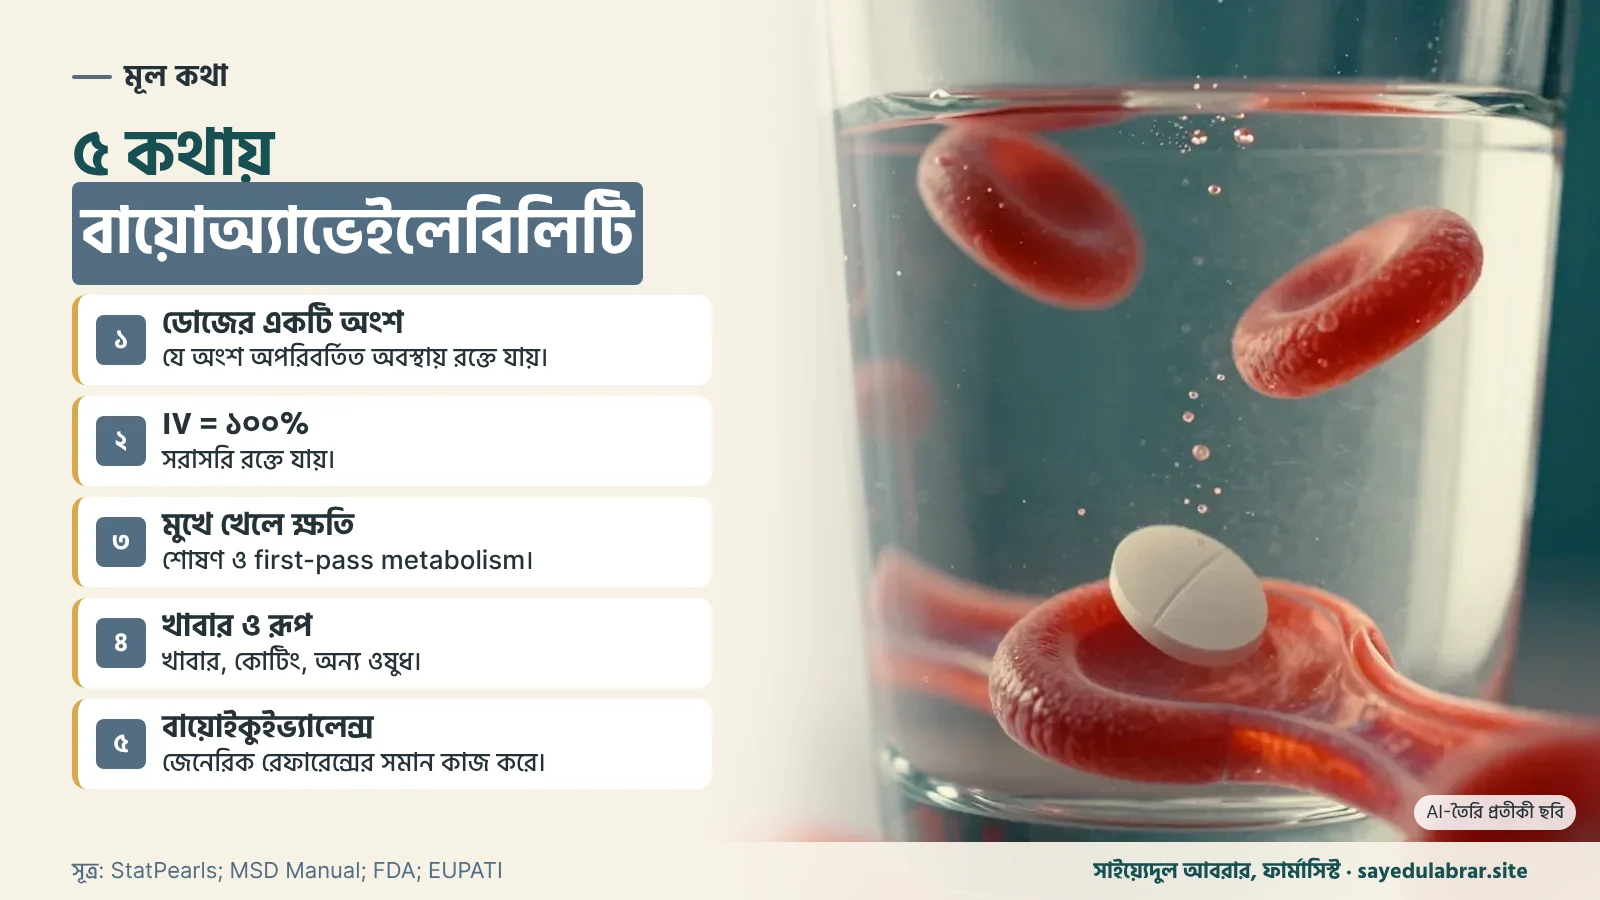 মূল কথা
৫ কথায়
বায়োঅ্যাভেইলেবিলিটি
১
ডোজের একটি অংশ
যে অংশ অপরিবর্তিত অবস্থায় রক্তে যায়।
২
IV = ১০০%
সরাসরি রক্তে যায়।
৩
মুখে খেলে ক্ষতি
শোষণ ও first-pass metabolism।
৪
খাবার ও রূপ
খাবার, কোটিং, অন্য ওষুধ।
৫
বায়োইকুইভ্যালেন্স
জেনেরিক রেফারেন্সের সমান কাজ করে।
AI-তৈরি প্রতীকী ছবি
সূত্র: StatPearls; MSD Manual; FDA; EUPATI
সাইয়্যেদুল আবরার, ফার্মাসিস্ট · sayedulabrar.site